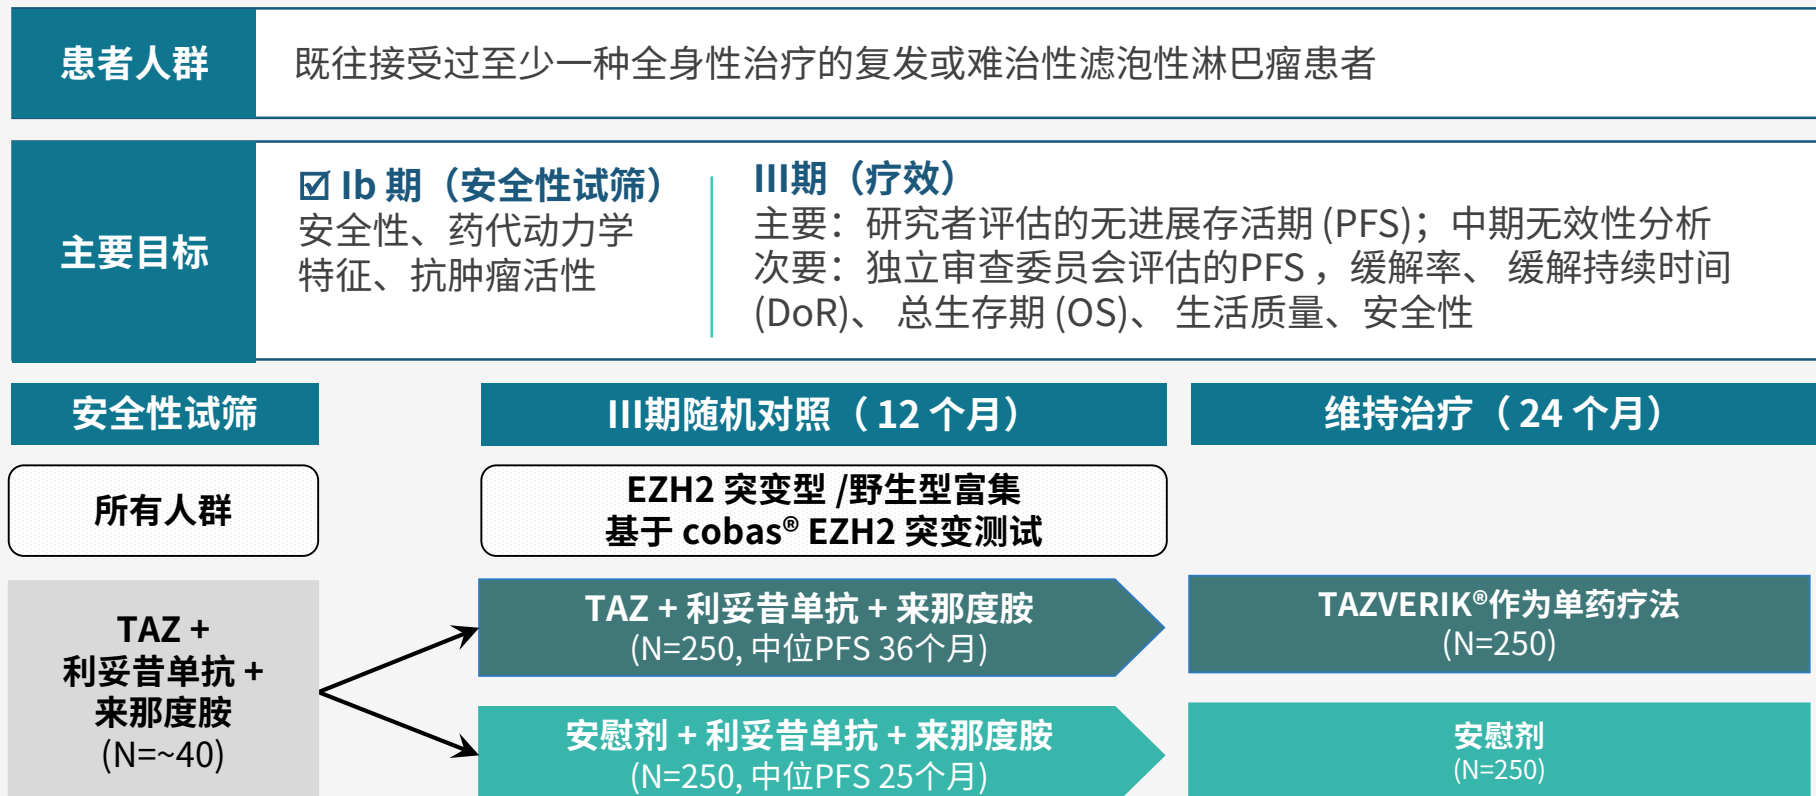 患者人群
既往接受过至少一种全身性治疗的复发或难治性滤泡性淋巴瘤患者
主要目标
☑ Ib 期（安全性试筛）
安全性、药代动力学
特征、抗肿瘤活性
III期（疗效）
主要：研究者评估的无进展存活期 (PFS)；中期无效性分析
次要：独立审查委员会评估的PFS ，缓解率、 缓解持续时间
(DoR)、 总生存期 (OS)、 生活质量、安全性
安全性试筛
III期随机对照（ 12 个月）
维持治疗（ 24 个月）
所有人群
EZH2 突变型 /野生型富集
基于 cobas® EZH2 突变测试
TAZ +
利妥昔单抗 +
来那度胺
(N=~40)
TAZ + 利妥昔单抗 + 来那度胺
(N=250, 中位PFS 36个月)
TAZVERIK®作为单药疗法
(N=250)
安慰剂 + 利妥昔单抗 + 来那度胺
(N=250, 中位PFS 25个月)
安慰剂
(N=250)